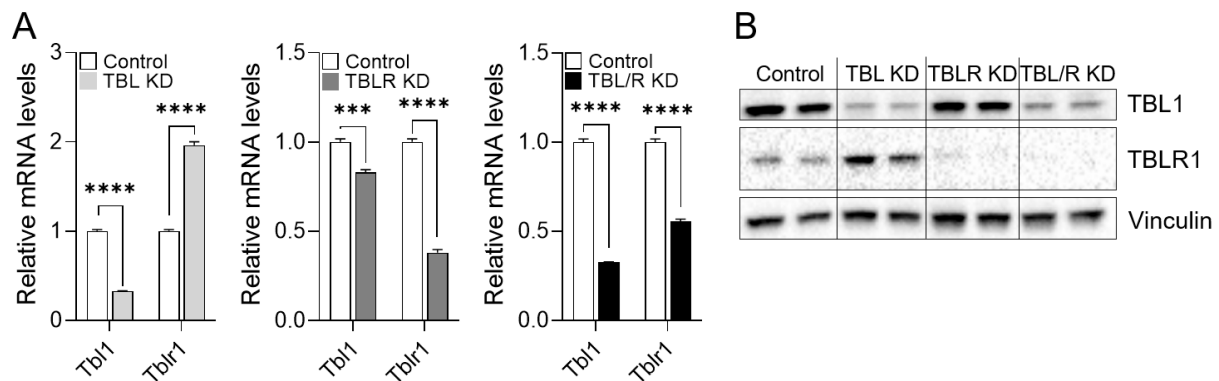 A
Relative mRNA levels
3
2
1
0
Control
TBL KD
****
****
Tbl1
Tblr1
Relative mRNA levels
1.5
1.0
0.5
0.0
Control
TBLR KD
***
****
Tbl1
Tblr1
Relative mRNA levels
1.5
1.0
0.5
0.0
Control
TBL/R KD
****
****
Tbl1
Tblr1
B
Control TBL KD TBLR KD TBL/R KD
TBL1
TBLR1
Vinculin